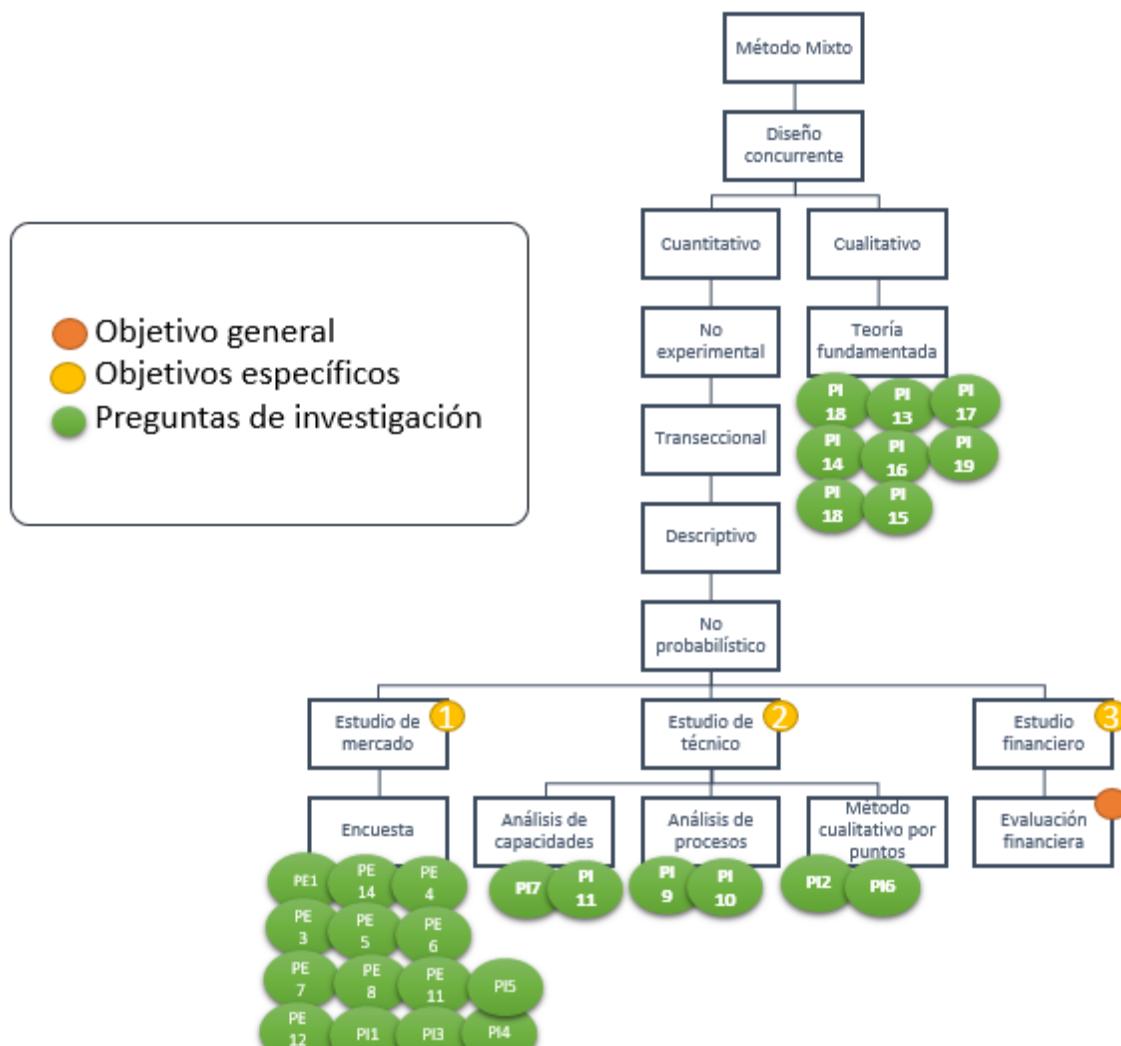 Método Mixto
Diseño
concurrente
Cuantitativo
Cualitativo
Objetivo general
Objetivos específicos
Preguntas de investigación
No
experimental
Teoría
fundamentada
PI
18
PI
13
PI
17
Transeccional
PI
14
PI
16
PI
19
PI
18
PI
15
Descriptivo
No
probabilístico
Estudio de
mercado
1
Estudio de
técnico
2
Estudio
financiero
3
Encuesta
Análisis de
capacidades
Análisis de
procesos
Método
cualitativo por
puntos
Evaluación
financiera
PE1
PE
14
PE
4
PI7
PI
11
PI
9
PI
10
PI2
PI6
PE
3
PE
5
PE
6
PE
7
PE
8
PE
11
PI5
PE
12
PI1
PI3
PI4